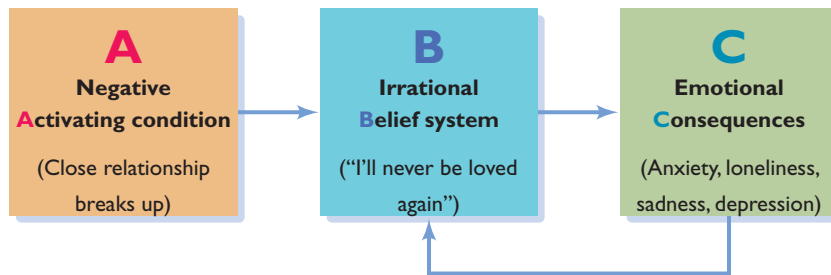 A
Negative
Activating condition
(Close relationship
breaks up)
B
Irrational
Belief system
(“I’ll never be loved
again”)
C
Emotional
Consequences
(Anxiety, loneliness,
sadness, depression)